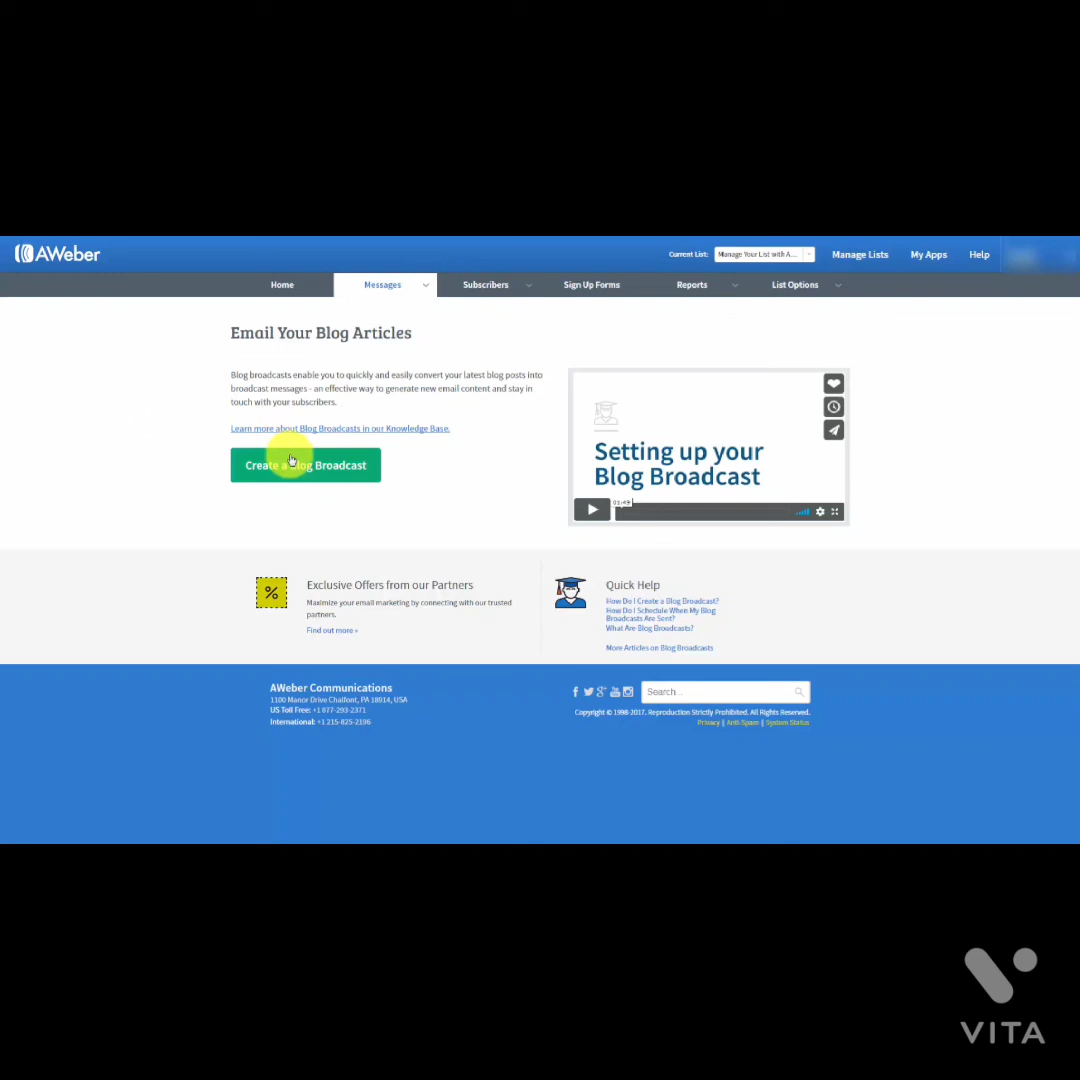 AWeber
Current List: Manage Your List with A... Manage Lists My Apps Help
Home Messages Subscribers Sign Up Forms Reports List Options
Email Your Blog Articles
Blog broadcasts enable you to quickly and easily convert your latest blog posts into
broadcast messages - an effective way to generate new email content and stay in
touch with your subscribers.
Learn more about Blog Broadcasts in our Knowledge Base.
Create a Blog Broadcast
Setting up your
Blog Broadcast
01:49
%
Exclusive Offers from our Partners
Maximize your email marketing by connecting with our trusted
partners.
Find out more »
Quick Help
How Do I Create a Blog Broadcast?
How Do I Schedule When My Blog
Broadcasts Are Sent?
What Are Blog Broadcasts?
More Articles on Blog Broadcasts
AWeber Communications
1100 Manor Drive Chalfont, PA 18914, USA
US Toll Free: +1 877-293-2371
International: +1 215-825-2196
Search...
Copyright © 1998-2017. Reproduction Strictly Prohibited. All Rights Reserved.
Privacy | Anti-Spam | System Status
VITA